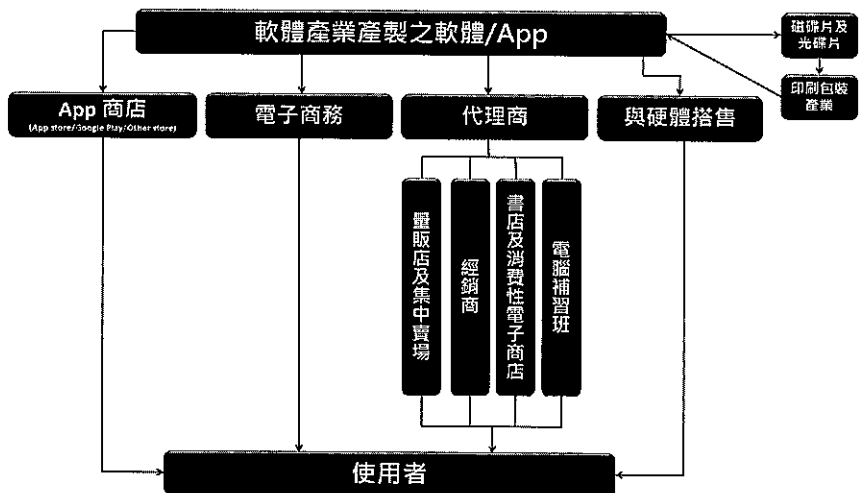 軟體產業產製之軟體/App
磁碟片及
光碟片
印刷包裝
產業
App 商店
(App store/Google Play/Other store)
電子商務
代理商
與硬體搭售
量販店及集中賣場
經銷商
書店及消費性電子商店
電腦補習班
使用者